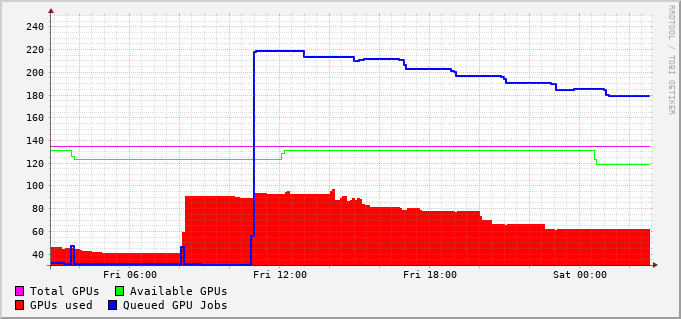 RRDTOOL / TOBI OETIKER
240
220
200
180
160
140
120
100
80
60
40
Fri 06:00 Fri 12:00 Fri 18:00 Sat 00:00
Total GPUs Available GPUs
GPUs used Queued GPU Jobs